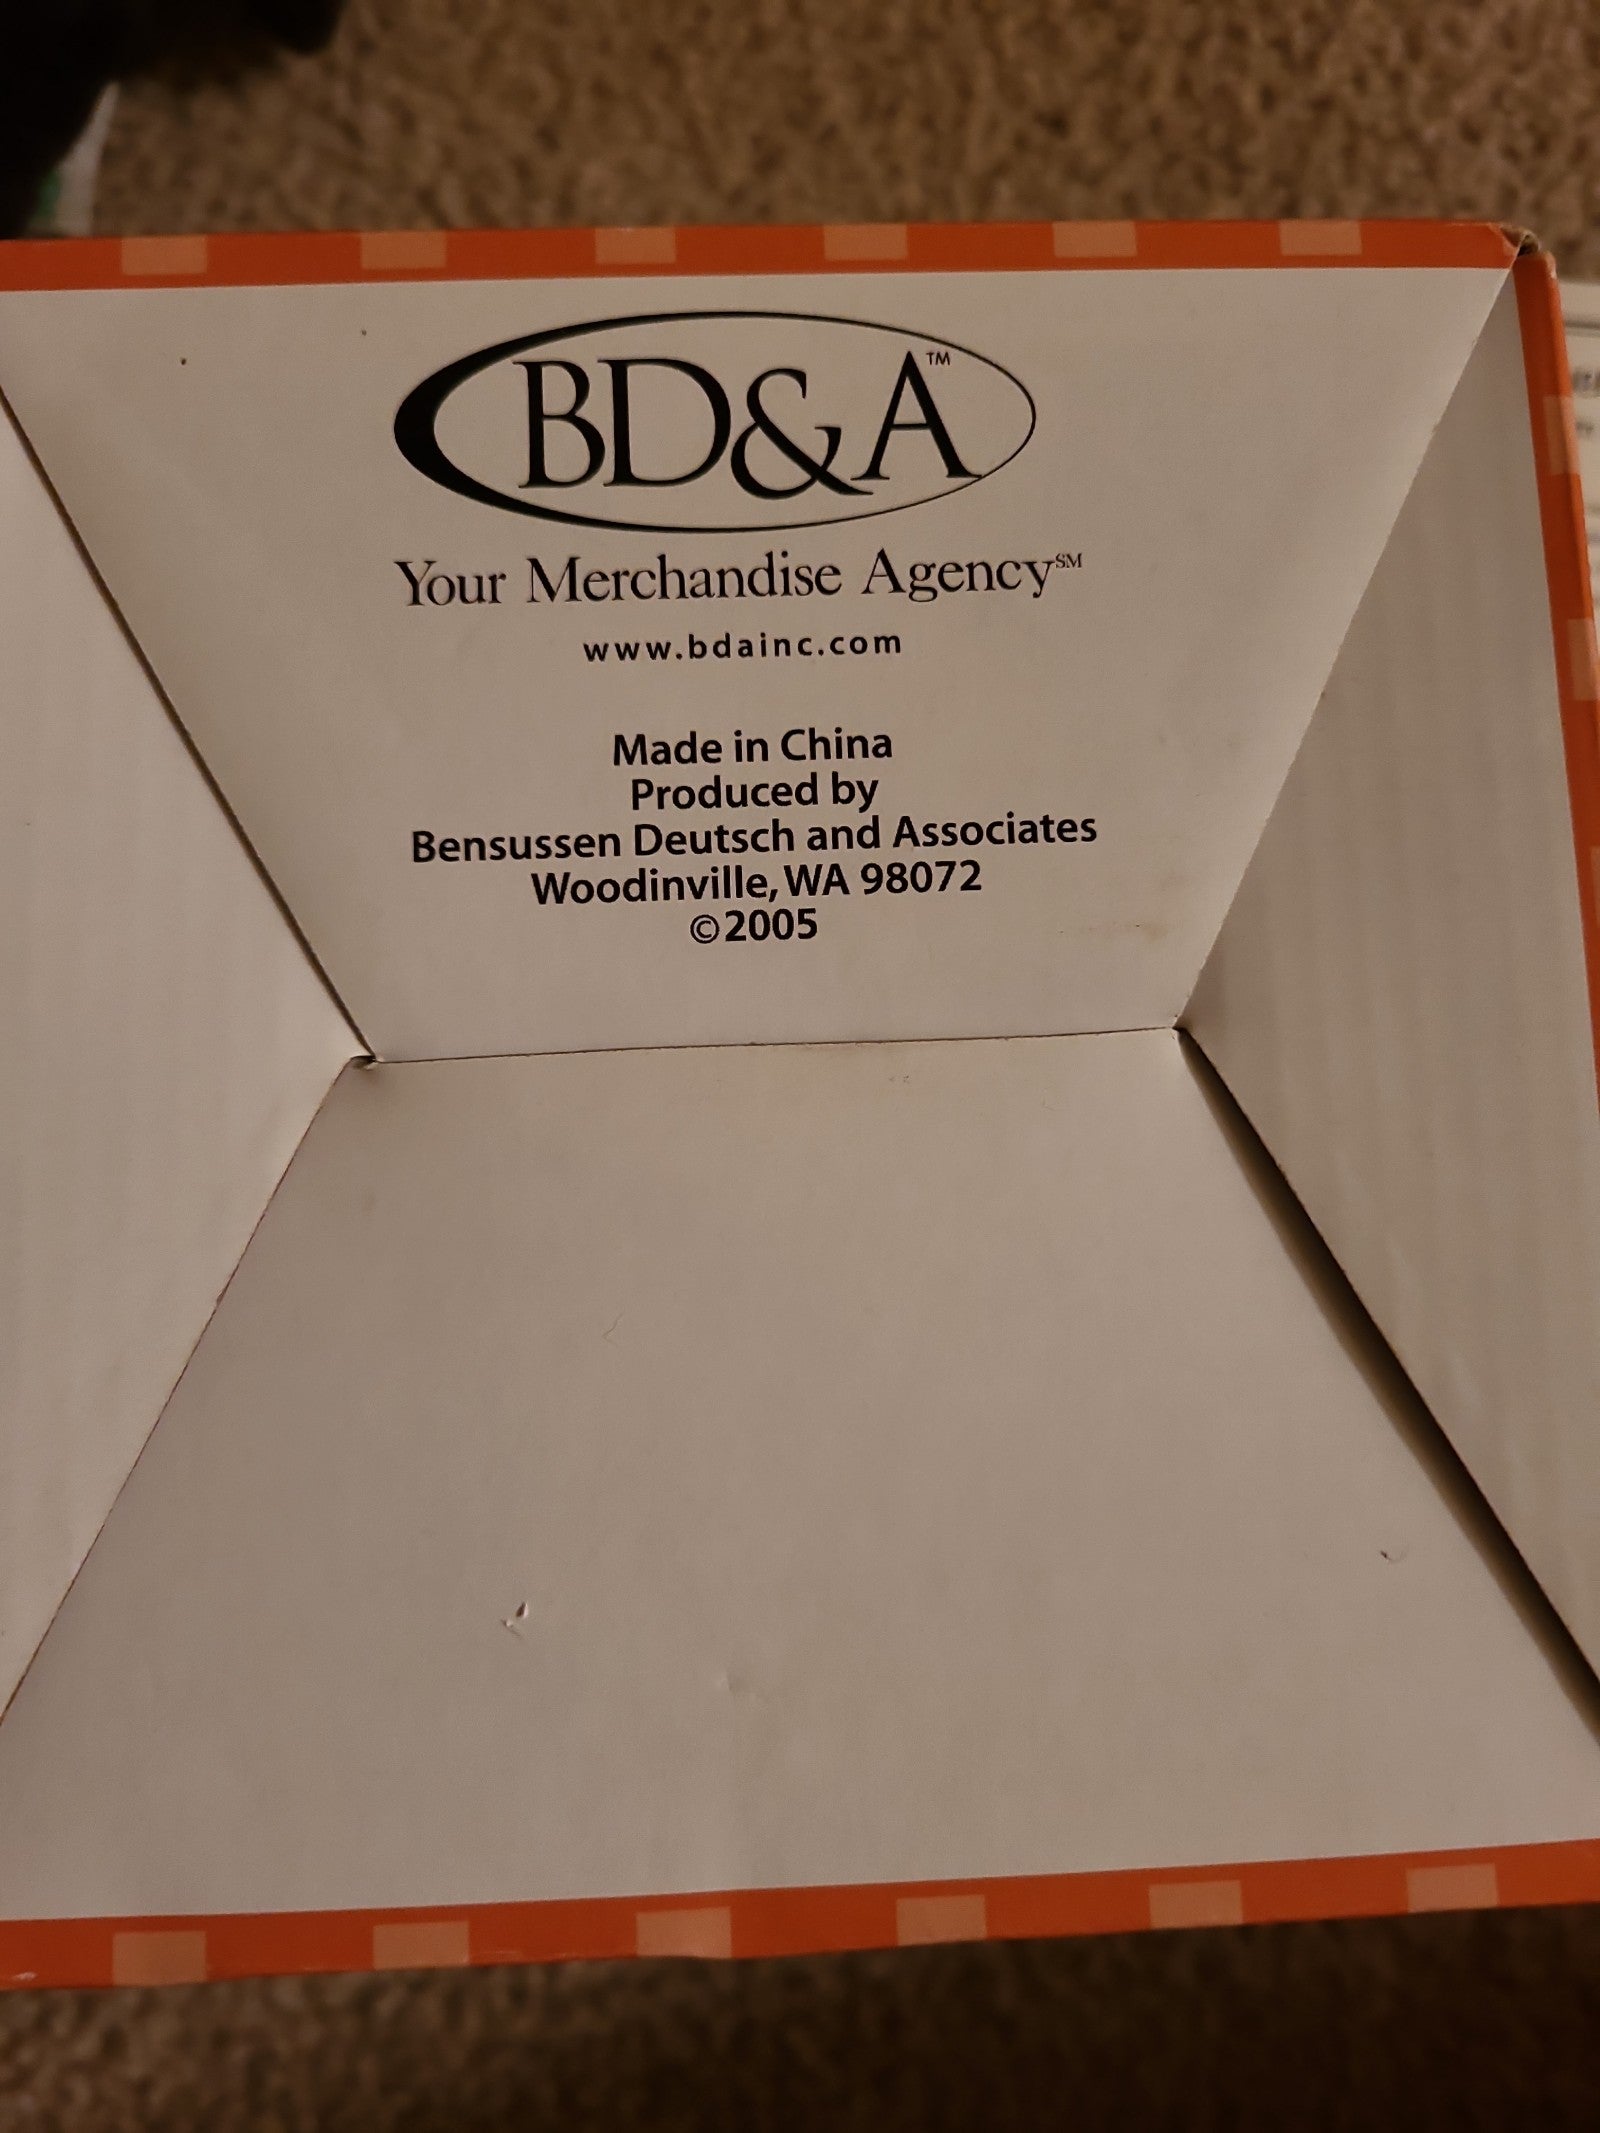 BD&A™
Your Merchandise Agency℠
www.bdainc.com
Made in China
Produced by
Bensussen Deutsch and Associates
Woodinville, WA 98072
©2005